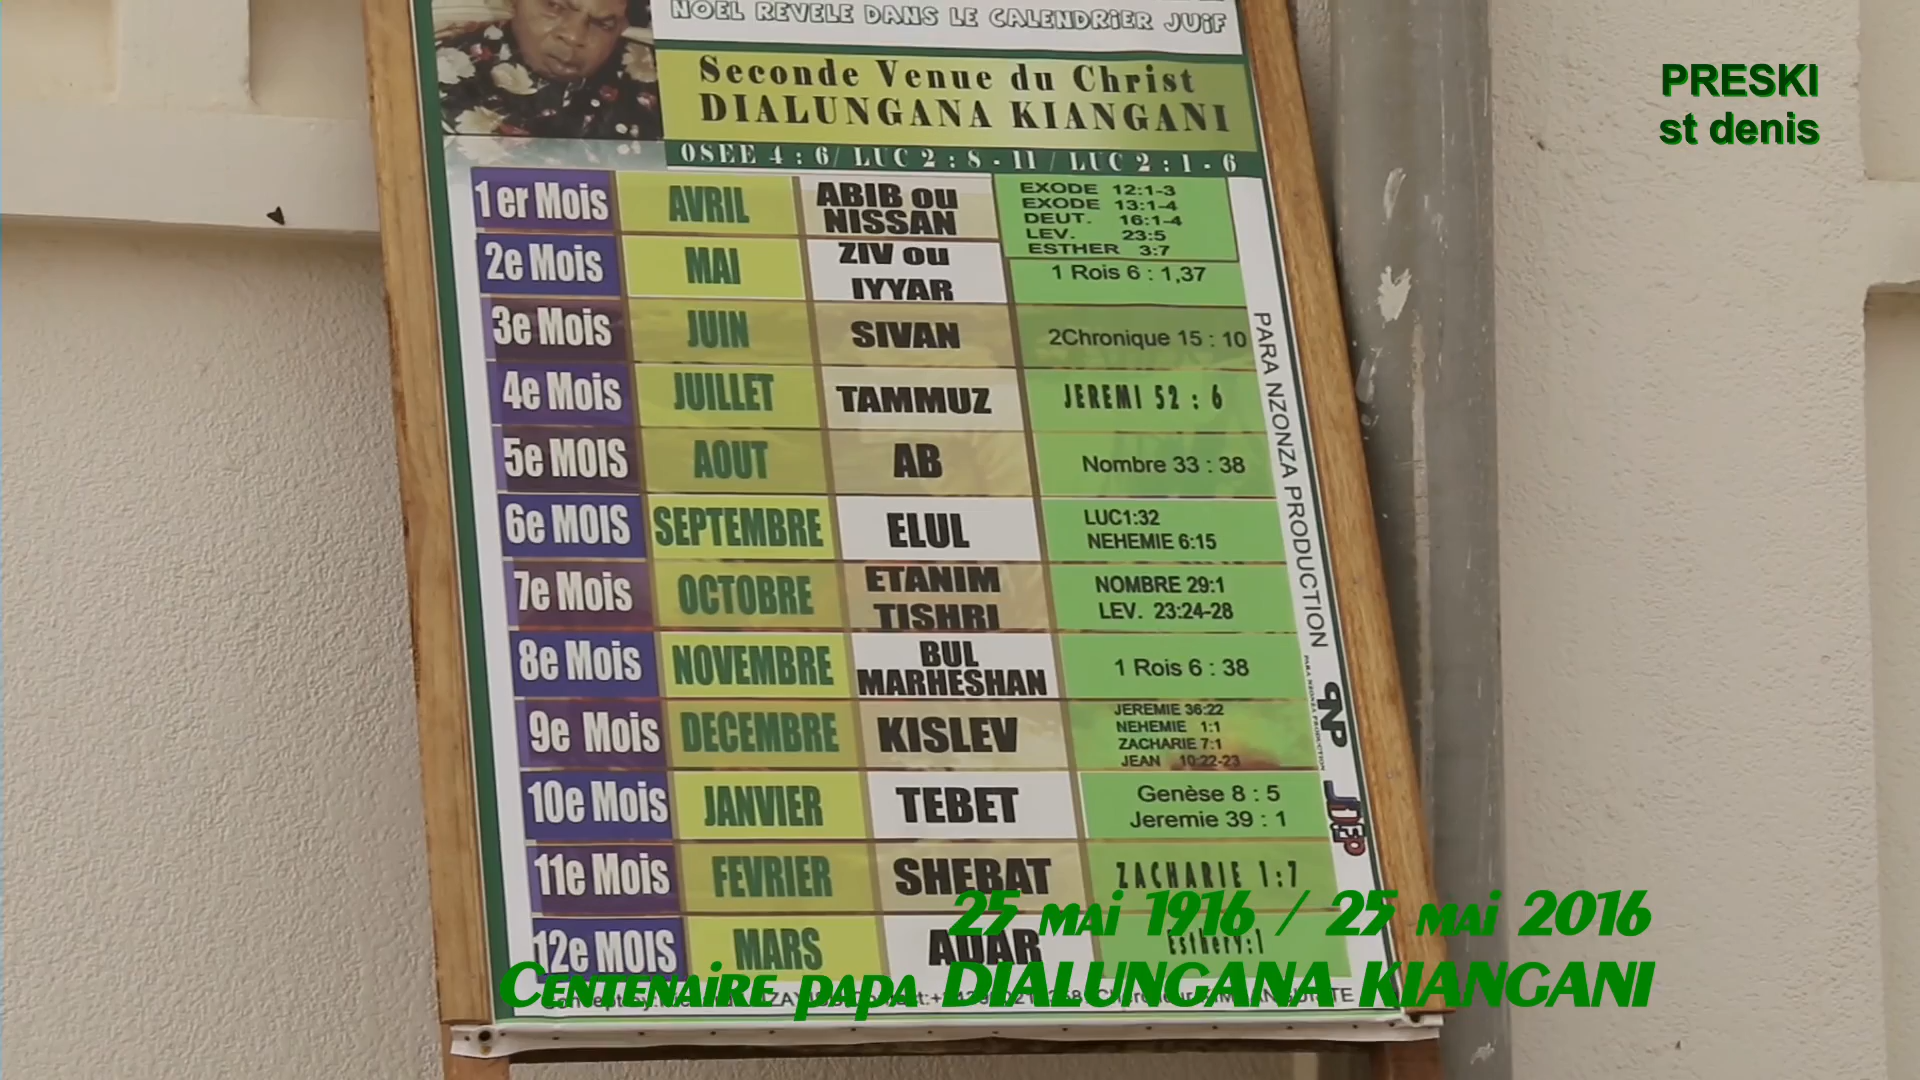 NOEL REVELE DANS LE CALENDRIER JUIF
PRESKI
st denis
Seconde Venue du Christ
DIALUNGANA KIANGANI
OSEE 4 : 6/ LUC 2 : 8 - 11 / LUC 2 : 1 - 6
1er Mois AVRIL ABIB ou NISSAN
EXODE 12:1-3
EXODE 13:1-4
DEUT. 16:1-4
LEV. 23:5
ESTHER 3:7
2e Mois MAI ZIV ou IYYAR 1 Rois 6 : 1,37
3e Mois JUIN SIVAN 2Chronique 15 : 10
4e Mois JUILLET TAMMUZ JEREMI 52 : 6
5e MOIS AOUT AB Nombre 33 : 38
6e MOIS SEPTEMBRE ELUL
LUC1:32
NEHEMIE 6:15
7e Mois OCTOBRE ETANIM TISHRI
NOMBRE 29:1
LEV. 23:24-28
8e Mois NOVEMBRE BUL MARHESHAN 1 Rois 6 : 38
9e Mois DECEMBRE KISLEV
JEREMIE 36:22
NEHEMIE 1:1
ZACHARIE 7:1
JEAN 10:22-23
10e Mois JANVIER TEBET
Genèse 8 : 5
Jeremie 39 : 1
11e Mois FEVRIER SHEBAT ZACHARIE 1:7
12e MOIS MARS ADAR
PARA NZONZA PRODUCTION
PNP
25 mai 1916 / 25 mai 2016
Centenaire papa DIALUNGANA KIANGANI